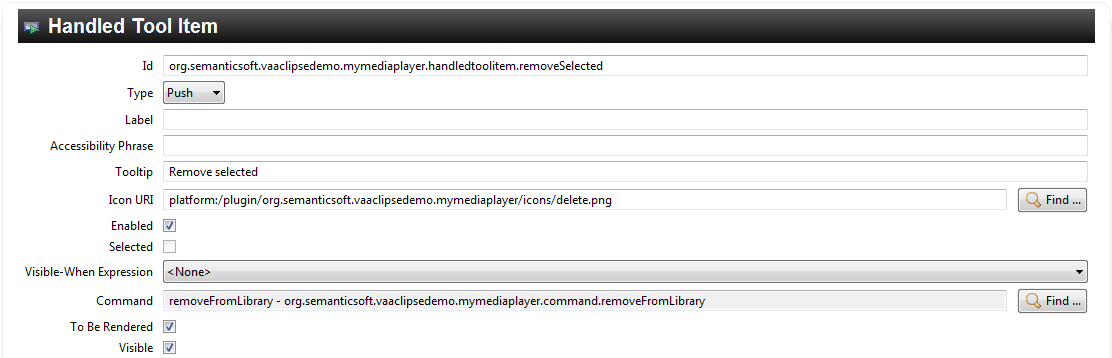 Handled Tool Item
Id org.semanticsoft.vaaclipsedemo.mymediaplayer.handledtoolitem.removeSelected
Type Push
Label
Accessibility Phrase
Tooltip Remove selected
Icon URI platform:/plugin/org.semanticsoft.vaaclipsedemo.mymediaplayer/icons/delete.png Find ...
Enabled
Selected
Visible-When Expression <None>
Command removeFromLibrary - org.semanticsoft.vaaclipsedemo.mymediaplayer.command.removeFromLibrary Find ...
To Be Rendered
Visible